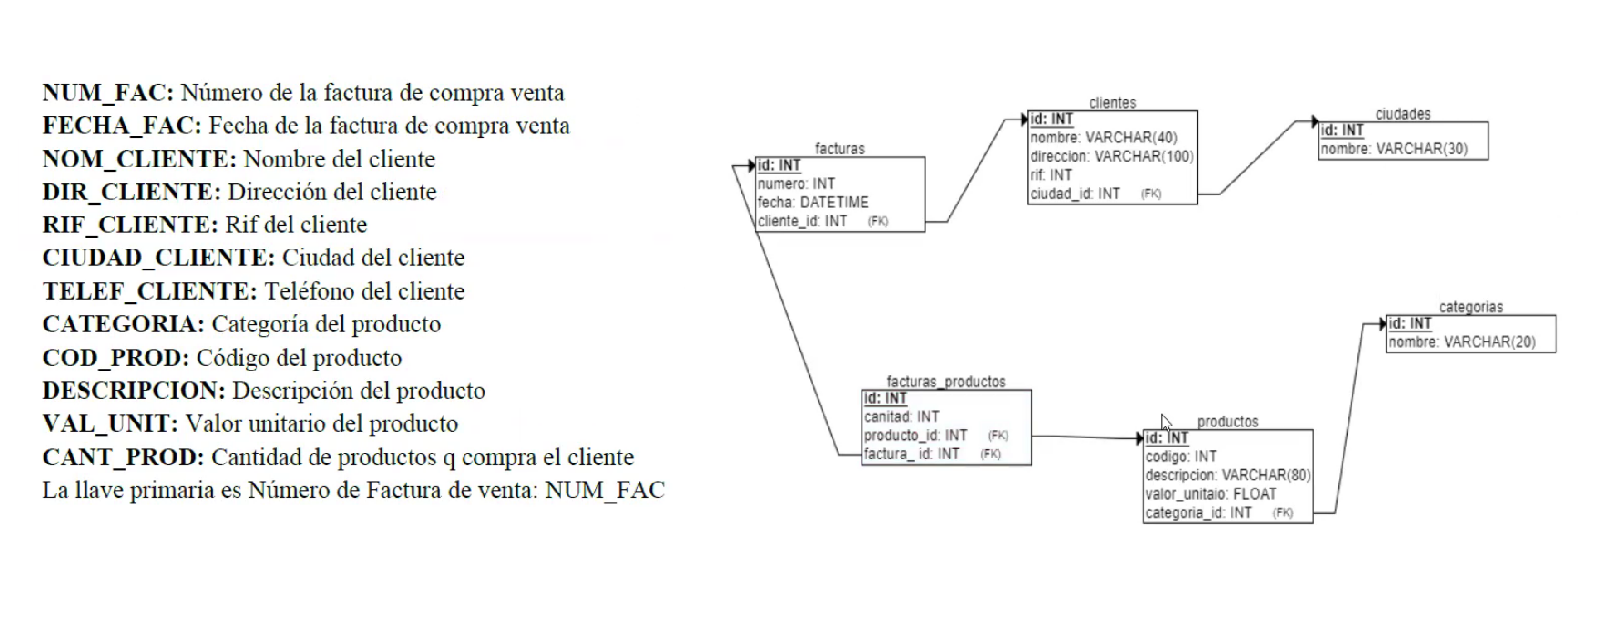 NUM_FAC: Número de la factura de compra venta
FECHA_FAC: Fecha de la factura de compra venta
NOM_CLIENTE: Nombre del cliente
DIR_CLIENTE: Dirección del cliente
RIF_CLIENTE: Rif del cliente
CIUDAD_CLIENTE: Ciudad del cliente
TELEF_CLIENTE: Teléfono del cliente
CATEGORIA: Categoría del producto
COD_PROD: Código del producto
DESCRIPCION: Descripción del producto
VAL_UNIT: Valor unitario del producto
CANT_PROD: Cantidad de productos q compra el cliente
La llave primaria es Número de Factura de venta: NUM_FAC
facturas
id: INT
numero: INT
fecha: DATETIME
cliente_id: INT (FK)
clientes
id: INT
nombre: VARCHAR(40)
direccion: VARCHAR(100)
rif: INT
ciudad_id: INT (FK)
ciudades
id: INT
nombre: VARCHAR(30)
facturas_productos
id: INT
canitad: INT
producto_id: INT (FK)
factura_ id: INT (FK)
productos
id: INT
codigo: INT
descripcion: VARCHAR(80)
valor_unitaio: FLOAT
categoria_id: INT (FK)
categorias
id: INT
nombre: VARCHAR(20)